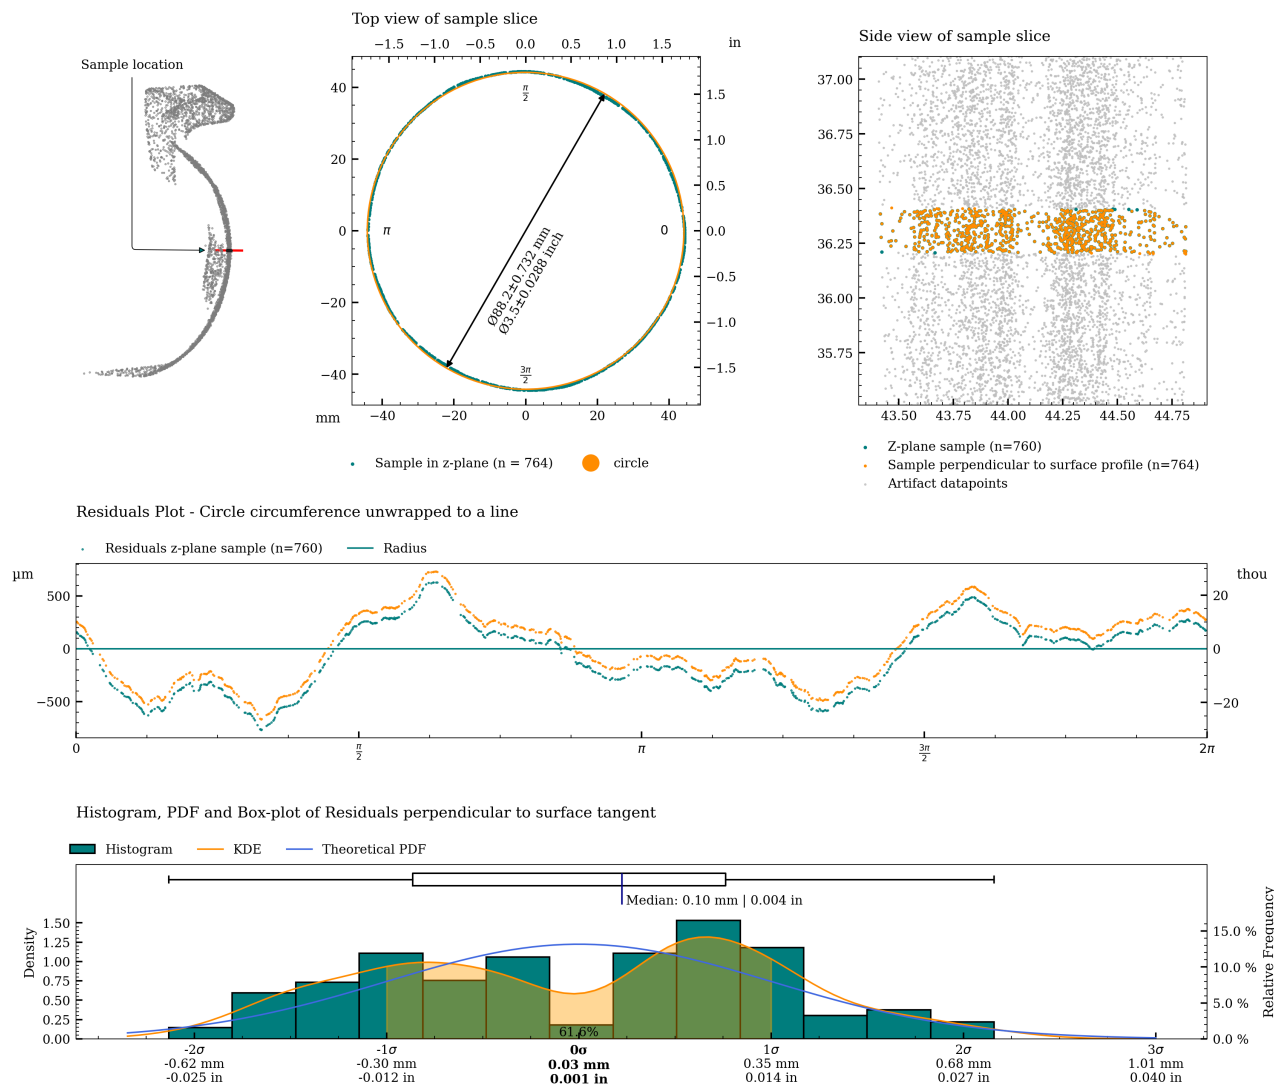 Top view of sample slice
Side view of sample slice
Sample location
−1.5 −1.0 −0.5 0.0 0.5 1.0 1.5 in
40
20
0
−20
−40
mm
1.5
1.0
0.5
0.0
−0.5
−1.0
−1.5
π/2
π
0
3π/2
Ø88.2±0.732 mm
Ø3.5±0.0288 inch
−40 −20 0 20 40
37.00
36.75
36.50
36.25
36.00
35.75
43.50 43.75 44.00 44.25 44.50 44.75
Sample in z-plane (n = 764) circle
Z-plane sample (n=760)
Sample perpendicular to surface profile (n=764)
Artifact datapoints
Residuals Plot - Circle circumference unwrapped to a line
Residuals z-plane sample (n=760) Radius
µm
thou
500
0
−500
20
0
−20
0 π/2 π 3π/2 2π
Histogram, PDF and Box-plot of Residuals perpendicular to surface tangent
Histogram KDE Theoretical PDF
Median: 0.10 mm | 0.004 in
Density
1.50
1.25
1.00
0.75
0.50
0.25
0.00
Relative Frequency
15.0 %
10.0 %
5.0 %
0.0 %
61.6%
-2σ -1σ 0σ 1σ 2σ 3σ
-0.62 mm -0.30 mm 0.03 mm 0.35 mm 0.68 mm 1.01 mm
-0.025 in -0.012 in 0.001 in 0.014 in 0.027 in 0.040 in